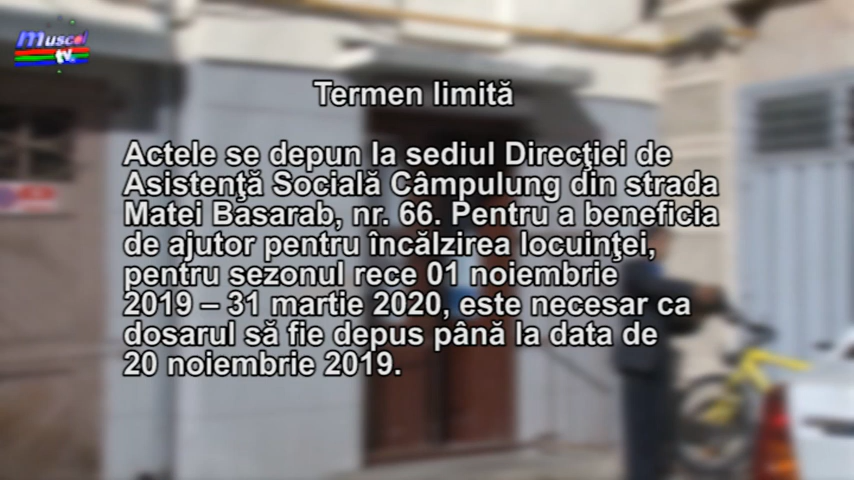 Muscel
tv
Termen limită
Actele se depun la sediul Direcţiei de
Asistenţă Socială Câmpulung din strada
Matei Basarab, nr. 66. Pentru a beneficia
de ajutor pentru încălzirea locuinţei,
pentru sezonul rece 01 noiembrie
2019 – 31 martie 2020, este necesar ca
dosarul să fie depus până la data de
20 noiembrie 2019.